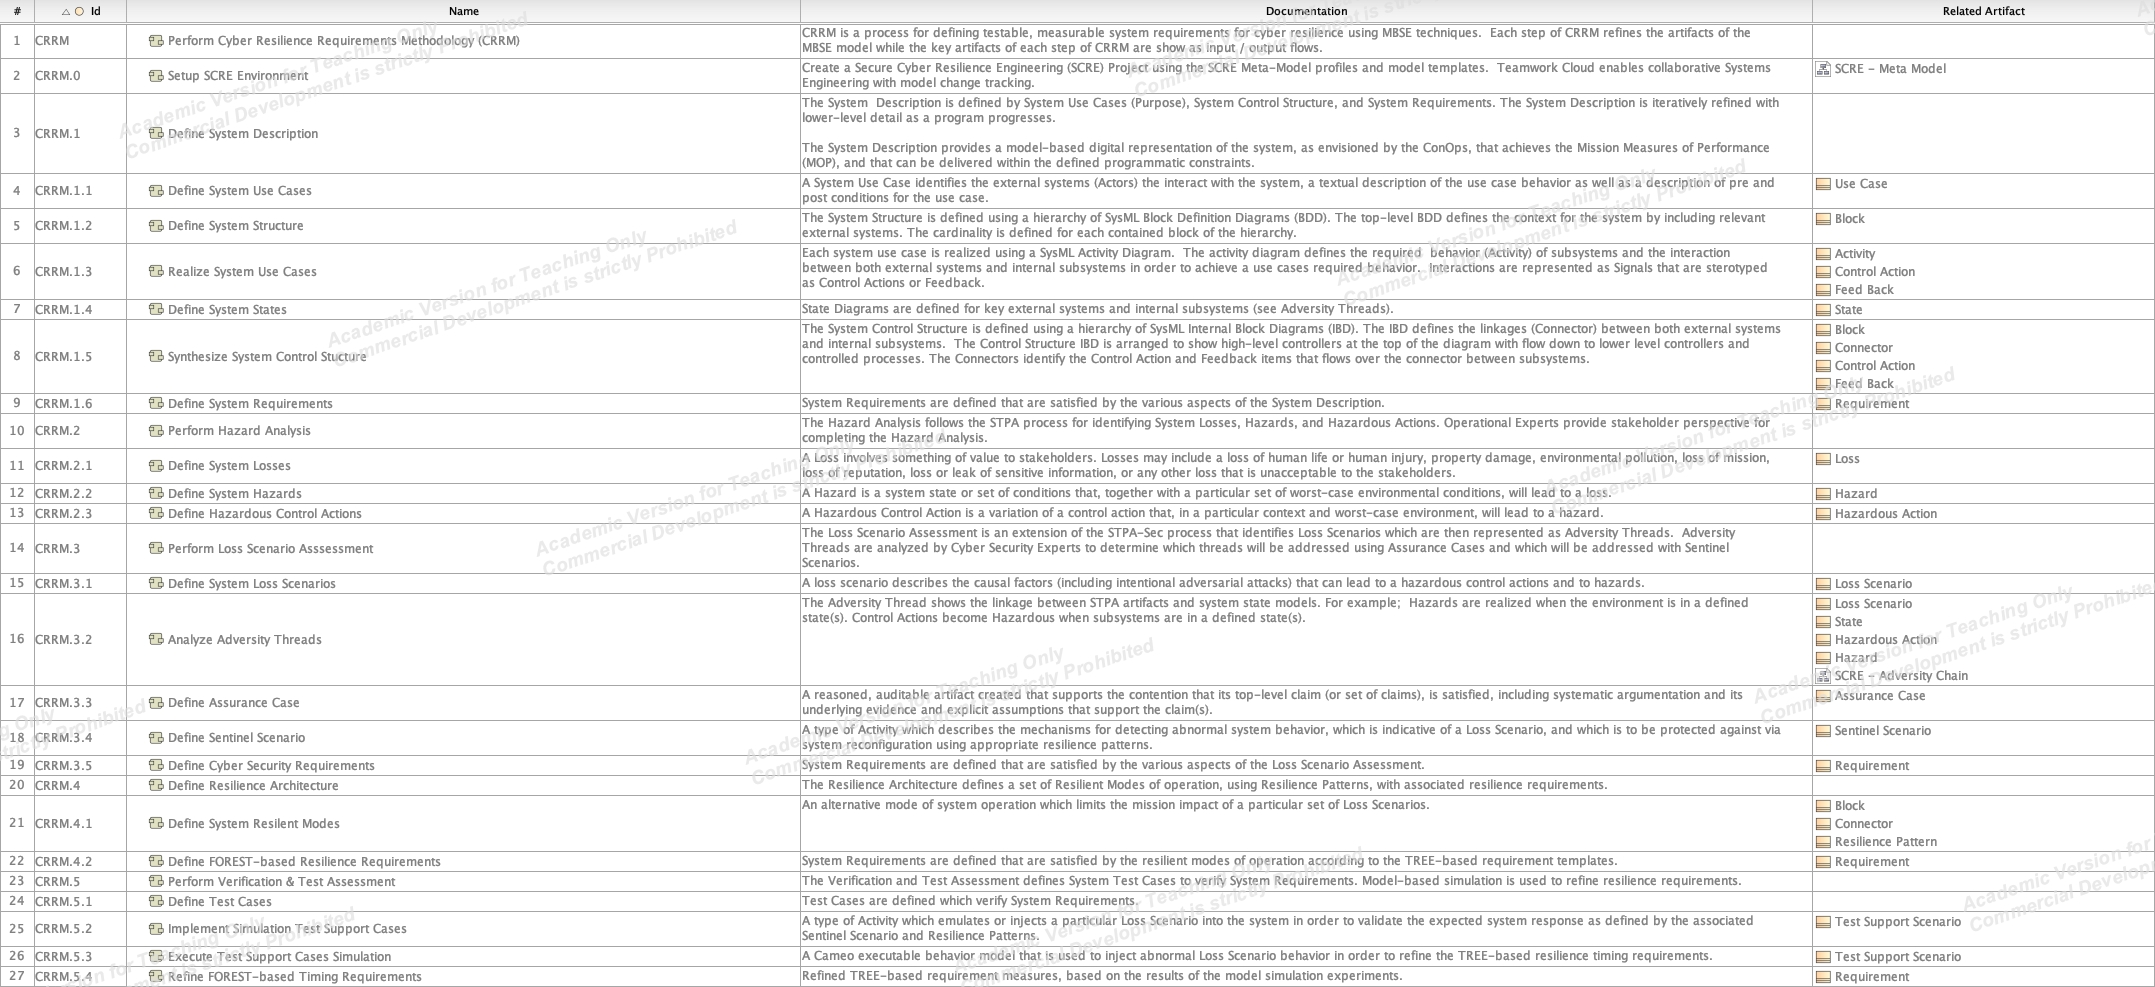 # △ Id Name Documentation Related Artifact
1 CRRM Perform Cyber Resilience Requirements Methodology (CRRM) CRRM is a process for defining testable, measurable system requirements for cyber resilience using MBSE techniques. Each step of CRRM refines the artifacts of the
MBSE model while the key artifacts of each step of CRRM are show as input / output flows.
2 CRRM.0 Setup SCRE Environment Create a Secure Cyber Resilience Engineering (SCRE) Project using the SCRE Meta-Model profiles and model templates. Teamwork Cloud enables collaborative Systems SCRE - Meta Model
Engineering with model change tracking.
3 CRRM.1 Define System Description The System Description is defined by System Use Cases (Purpose), System Control Structure, and System Requirements. The System Description is iteratively refined with
lower-level detail as a program progresses.
The System Description provides a model-based digital representation of the system, as envisioned by the ConOps, that achieves the Mission Measures of Performance
(MOP), and that can be delivered within the defined programmatic constraints.
4 CRRM.1.1 Define System Use Cases A System Use Case identifies the external systems (Actors) the interact with the system, a textual description of the use case behavior as well as a description of pre and Use Case
post conditions for the use case.
5 CRRM.1.2 Define System Structure The System Structure is defined using a hierarchy of SysML Block Definition Diagrams (BDD). The top-level BDD defines the context for the system by including relevant Block
external systems. The cardinality is defined for each contained block of the hierarchy.
6 CRRM.1.3 Realize System Use Cases Each system use case is realized using a SysML Activity Diagram. The activity diagram defines the required behavior (Activity) of subsystems and the interaction Activity
between both external systems and internal subsystems in order to achieve a use cases required behavior. Interactions are represented as Signals that are sterotyped Control Action
as Control Actions or Feedback. Feed Back
7 CRRM.1.4 Define System States State Diagrams are defined for key external systems and internal subsystems (see Adversity Threads). State
8 CRRM.1.5 Synthesize System Control Stucture The System Control Structure is defined using a hierarchy of SysML Internal Block Diagrams (IBD). The IBD defines the linkages (Connector) between both external systems Block
and internal subsystems. The Control Structure IBD is arranged to show high-level controllers at the top of the diagram with flow down to lower level controllers and Connector
controlled processes. The Connectors identify the Control Action and Feedback items that flows over the connector between subsystems. Control Action
Feed Back
9 CRRM.1.6 Define System Requirements System Requirements are defined that are satisfied by the various aspects of the System Description. Requirement
10 CRRM.2 Perform Hazard Analysis The Hazard Analysis follows the STPA process for identifying System Losses, Hazards, and Hazardous Actions. Operational Experts provide stakeholder perspective for
completing the Hazard Analysis.
11 CRRM.2.1 Define System Losses A Loss involves something of value to stakeholders. Losses may include a loss of human life or human injury, property damage, environmental pollution, loss of mission, Loss
loss of reputation, loss or leak of sensitive information, or any other loss that is unacceptable to the stakeholders.
12 CRRM.2.2 Define System Hazards A Hazard is a system state or set of conditions that, together with a particular set of worst-case environmental conditions, will lead to a loss. Hazard
13 CRRM.2.3 Define Hazardous Control Actions A Hazardous Control Action is a variation of a control action that, in a particular context and worst-case environment, will lead to a hazard. Hazardous Action
14 CRRM.3 Perform Loss Scenario Asssessment The Loss Scenario Assessment is an extension of the STPA-Sec process that identifies Loss Scenarios which are then represented as Adversity Threads. Adversity
Threads are analyzed by Cyber Security Experts to determine which threads will be addressed using Assurance Cases and which will be addressed with Sentinel
Scenarios.
15 CRRM.3.1 Define System Loss Scenarios A loss scenario describes the causal factors (including intentional adversarial attacks) that can lead to a hazardous control actions and to hazards. Loss Scenario
16 CRRM.3.2 Analyze Adversity Threads The Adversity Thread shows the linkage between STPA artifacts and system state models. For example; Hazards are realized when the environment is in a defined Loss Scenario
state(s). Control Actions become Hazardous when subsystems are in a defined state(s). State
Hazardous Action
Hazard
SCRE - Adversity Chain
17 CRRM.3.3 Define Assurance Case A reasoned, auditable artifact created that supports the contention that its top-level claim (or set of claims), is satisfied, including systematic argumentation and its Assurance Case
underlying evidence and explicit assumptions that support the claim(s).
18 CRRM.3.4 Define Sentinel Scenario A type of Activity which describes the mechanisms for detecting abnormal system behavior, which is indicative of a Loss Scenario, and which is to be protected against via Sentinel Scenario
system reconfiguration using appropriate resilience patterns.
19 CRRM.3.5 Define Cyber Security Requirements System Requirements are defined that are satisfied by the various aspects of the Loss Scenario Assessment. Requirement
20 CRRM.4 Define Resilience Architecture The Resilience Architecture defines a set of Resilient Modes of operation, using Resilience Patterns, with associated resilience requirements.
21 CRRM.4.1 Define System Resilent Modes An alternative mode of system operation which limits the mission impact of a particular set of Loss Scenarios. Block
Connector
Resilience Pattern
22 CRRM.4.2 Define FOREST-based Resilience Requirements System Requirements are defined that are satisfied by the resilient modes of operation according to the TREE-based requirement templates. Requirement
23 CRRM.5 Perform Verification & Test Assessment The Verification and Test Assessment defines System Test Cases to verify System Requirements. Model-based simulation is used to refine resilience requirements.
24 CRRM.5.1 Define Test Cases Test Cases are defined which verify System Requirements.
25 CRRM.5.2 Implement Simulation Test Support Cases A type of Activity which emulates or injects a particular Loss Scenario into the system in order to validate the expected system response as defined by the associated Test Support Scenario
Sentinel Scenario and Resilience Patterns.
26 CRRM.5.3 Execute Test Support Cases Simulation A Cameo executable behavior model that is used to inject abnormal Loss Scenario behavior in order to refine the TREE-based resilience timing requirements. Test Support Scenario
27 CRRM.5.4 Refine FOREST-based Timing Requirements Refined TREE-based requirement measures, based on the results of the model simulation experiments. Requirement
Academic Version for Teaching Only
Commercial Development is strictly Prohibited